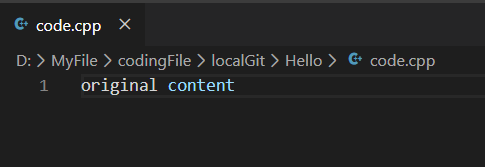 code.cpp
D: > MyFile > codingFile > localGit > Hello > code.cpp
1 original content